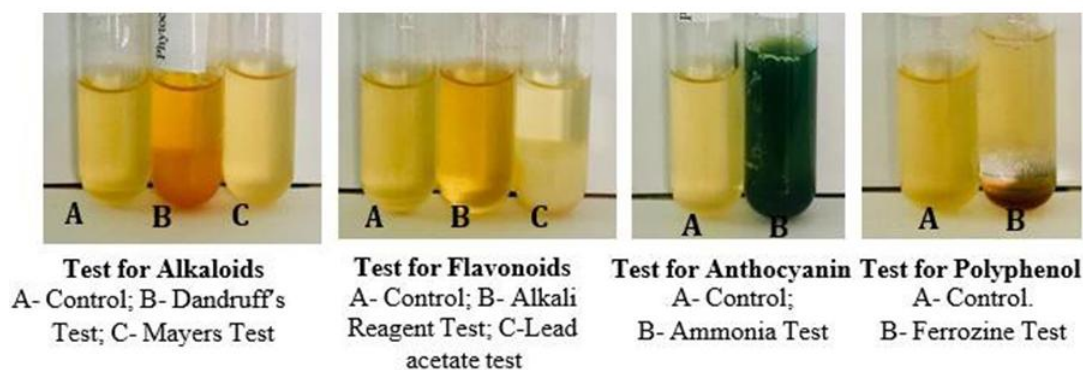 Phytoc
A B C
A B C
A B
A B
Test for Alkaloids
A- Control; B- Dandruff's
Test; C- Mayers Test
Test for Flavonoids
A- Control; B- Alkali
Reagent Test; C-Lead
acetate test
Test for Anthocyanin
A- Control;
B- Ammonia Test
Test for Polyphenol
A- Control.
B- Ferrozine Test